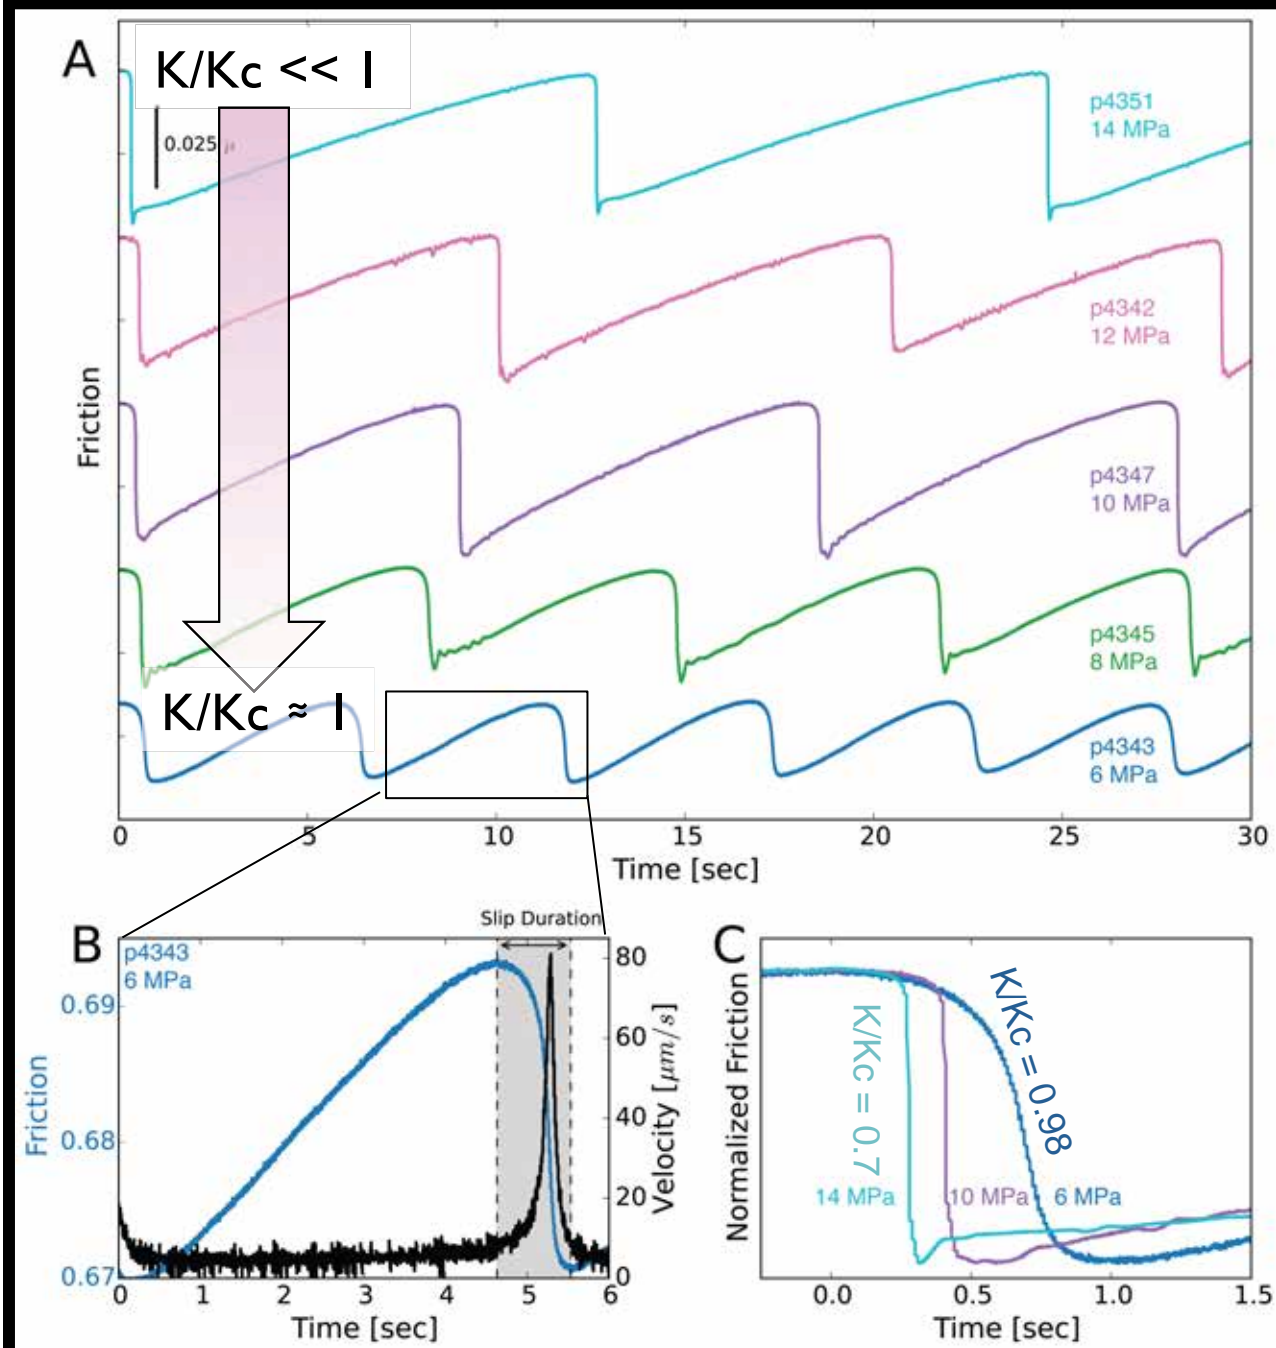 A
K/Kc << I
0.025 μ
p4351
14 MPa
p4342
12 MPa
Friction
p4347
10 MPa
p4345
8 MPa
K/Kc ≈ I
p4343
6 MPa
0 5 10 15 20 25 30
Time [sec]
B
p4343
6 MPa
Slip Duration
80
60
40
20
0
0.69
0.68
0.67
Friction
Velocity [μm/s]
0 1 2 3 4 5 6
Time [sec]
C
Normalized Friction
K/Kc = 0.7
K/Kc = 0.98
14 MPa
10 MPa
6 MPa
0.0 0.5 1.0 1.5
Time [sec]